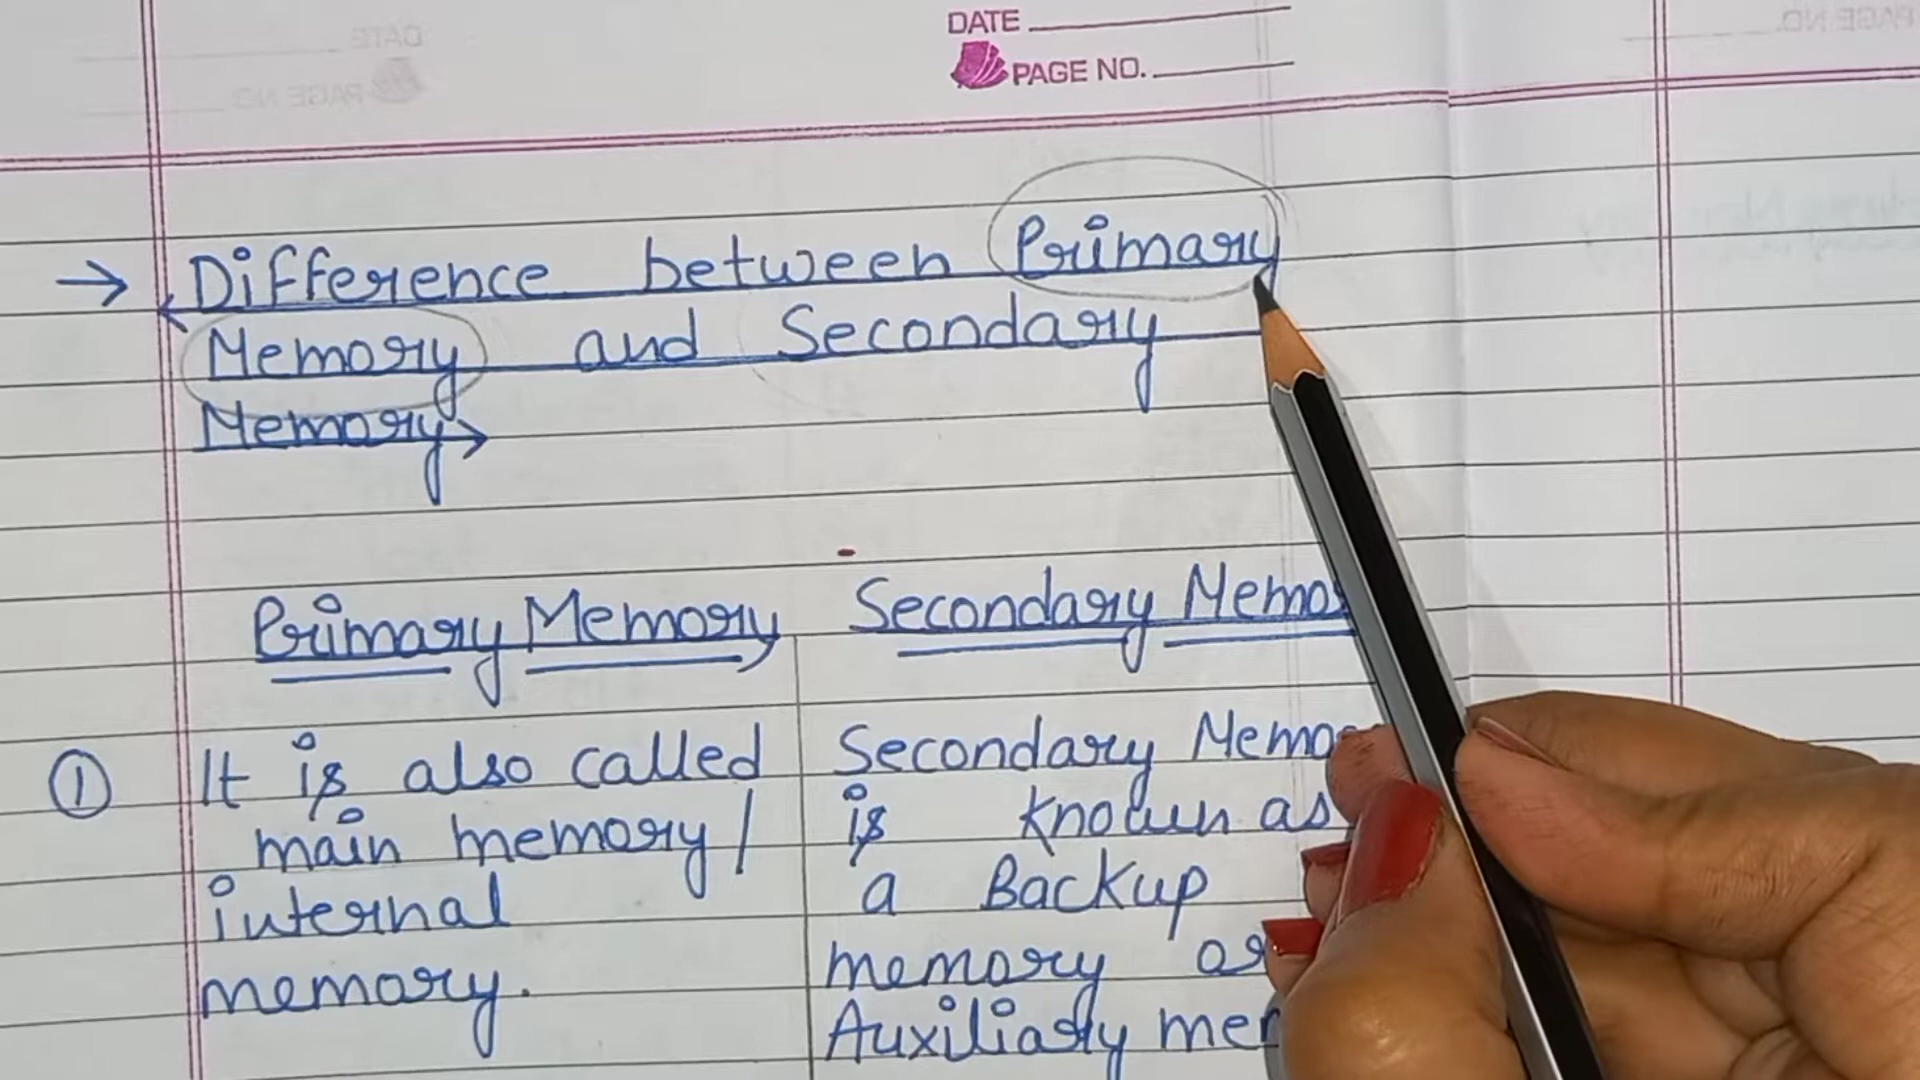 DATE
PAGE NO.
→ Difference between Primary
Memory and Secondary
Memory →
Primary Memory
Secondary
① It is also called
main memory /
internal
memory.
Secondary
is known as
a Backup
memory or
Auxiliary